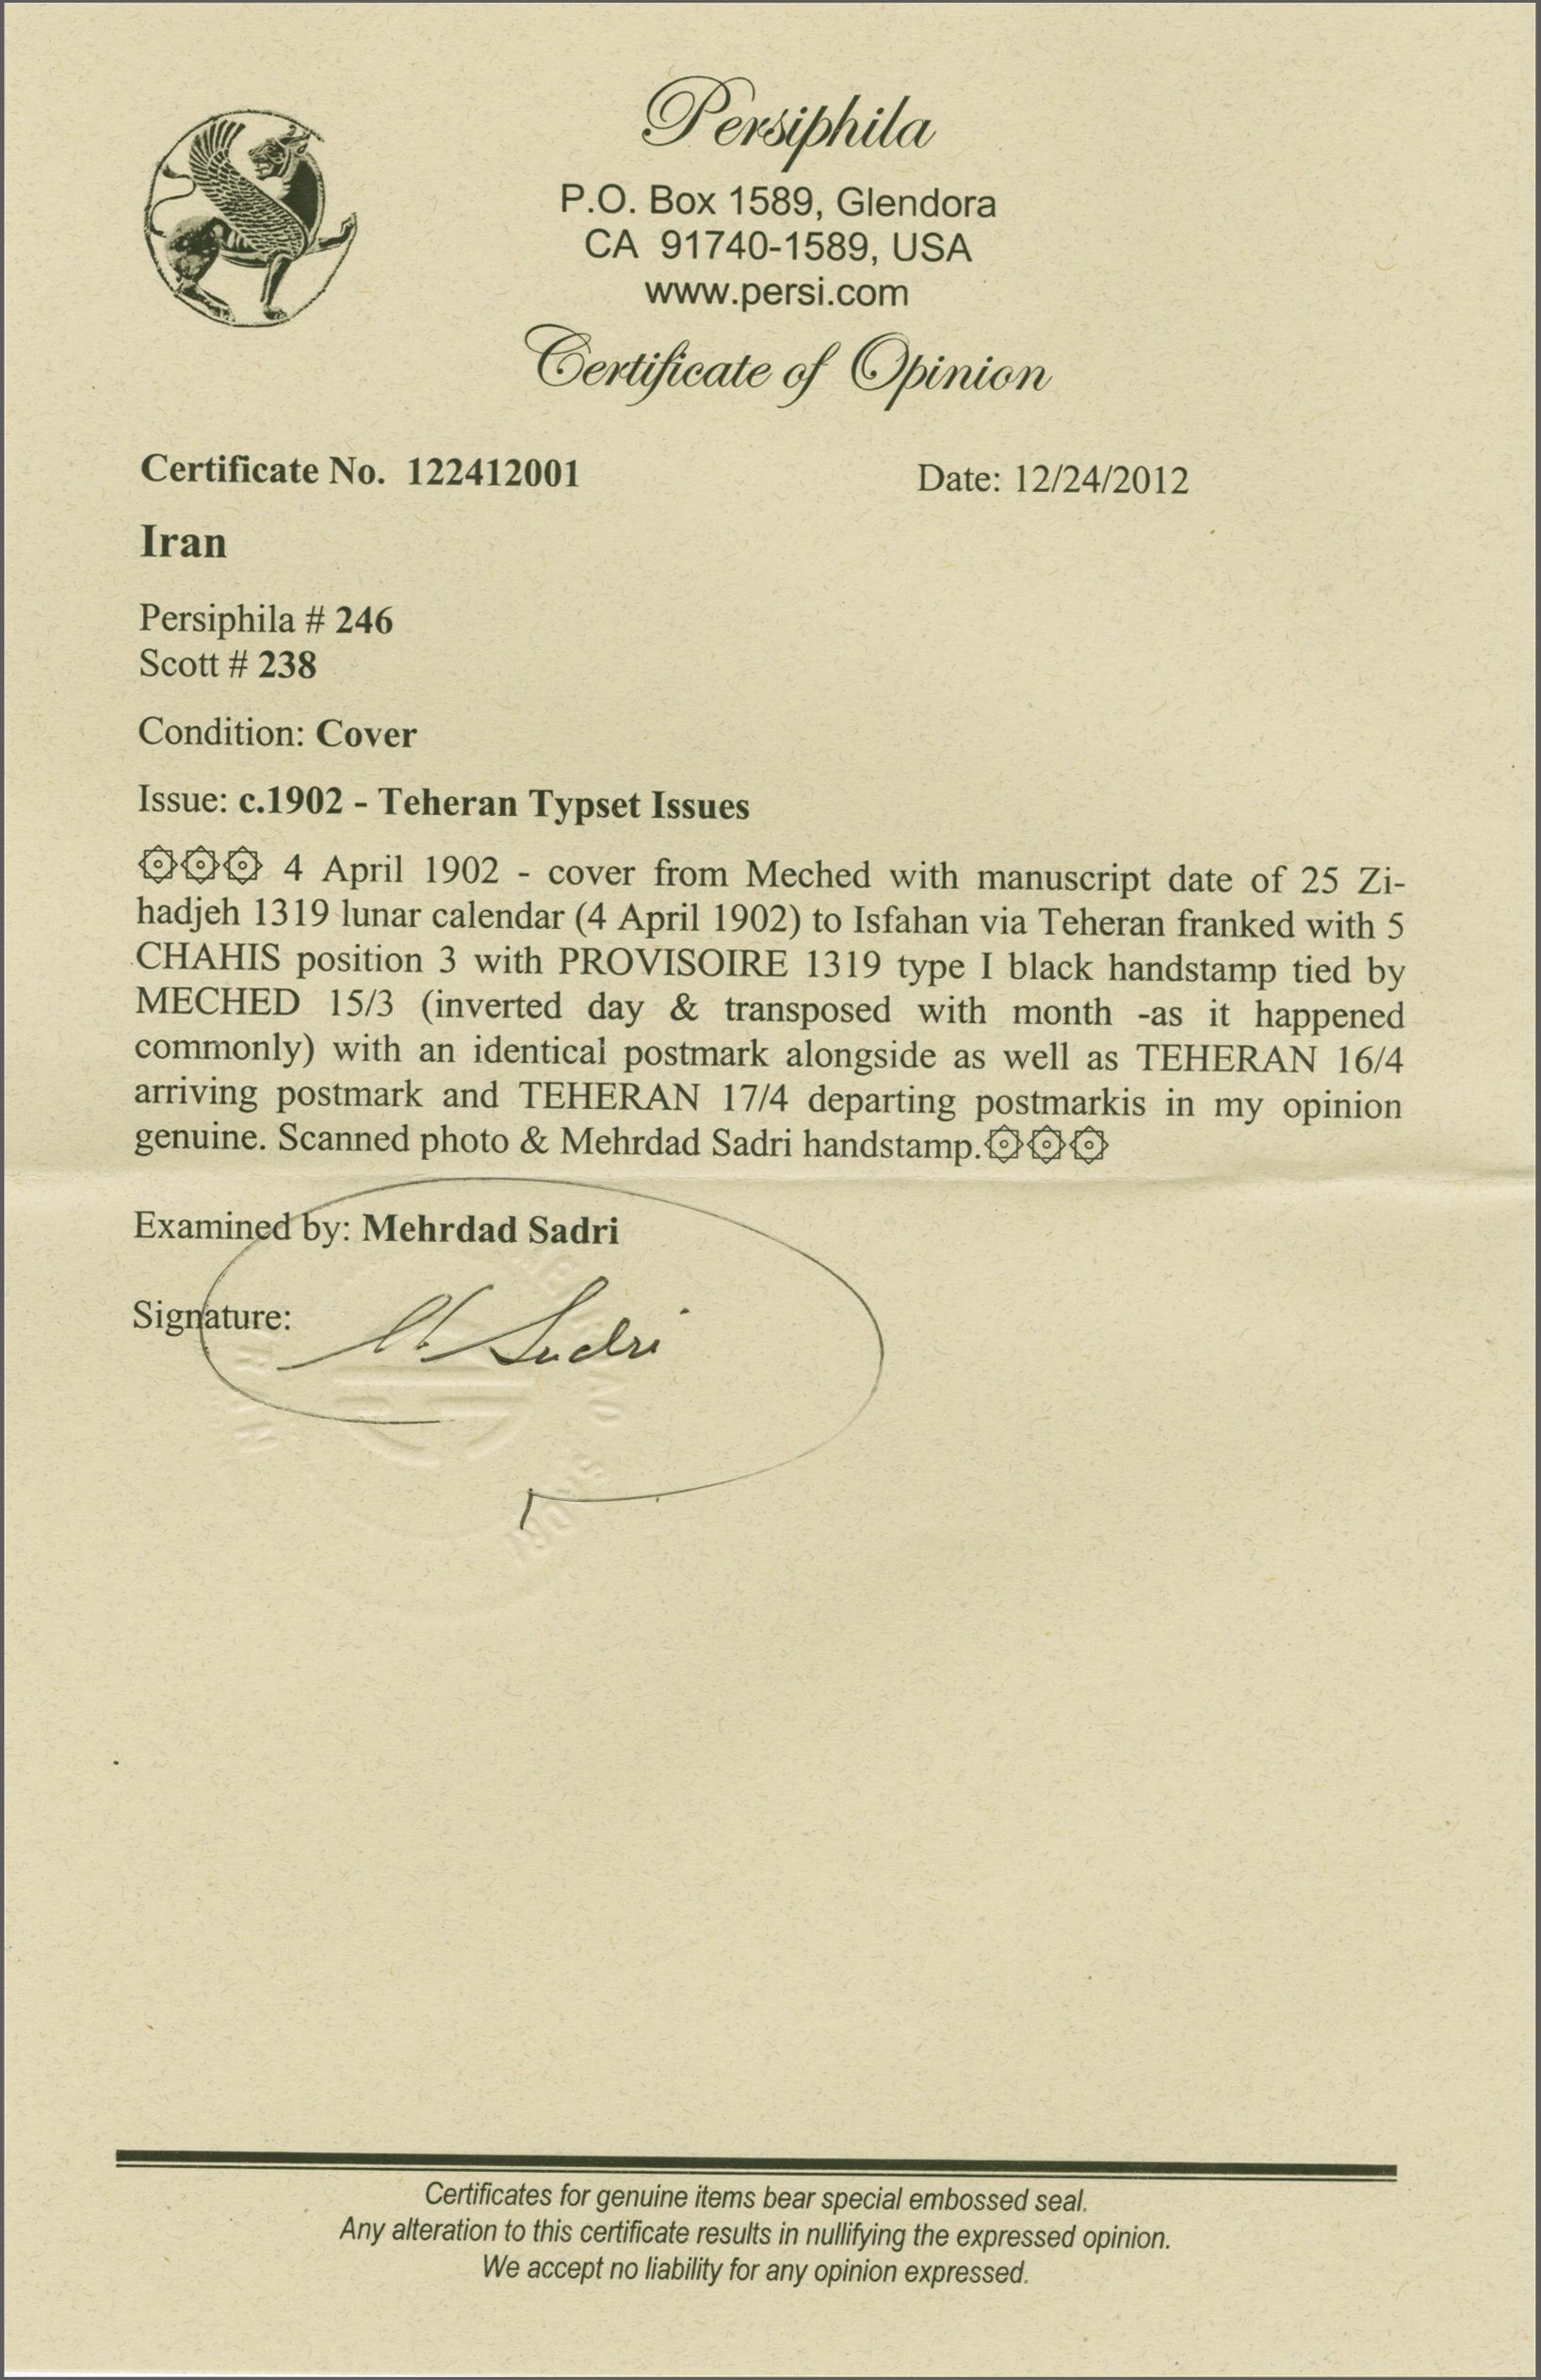 Persiphila
P.O. Box 1589, Glendora
CA 91740-1589, USA
www.persi.com
Certificate of Opinion
Certificate No. 122412001
Date: 12/24/2012
Iran
Persiphila # 246
Scott # 238
Condition: Cover
Issue: c.1902 - Teheran Typset Issues
۞۞۞ 4 April 1902 - cover from Meched with manuscript date of 25 Zi-
hadjeh 1319 lunar calendar (4 April 1902) to Isfahan via Teheran franked with 5
CHAHIS position 3 with PROVISOIRE 1319 type I black handstamp tied by
MECHED 15/3 (inverted day & transposed with month -as it happened
commonly) with an identical postmark alongside as well as TEHERAN 16/4
arriving postmark and TEHERAN 17/4 departing postmarkis in my opinion
genuine. Scanned photo & Mehrdad Sadri handstamp.۞۞۞
Examined by: Mehrdad Sadri
Signature: M. Sadri
Certificates for genuine items bear special embossed seal.
Any alteration to this certificate results in nullifying the expressed opinion.
We accept no liability for any opinion expressed.